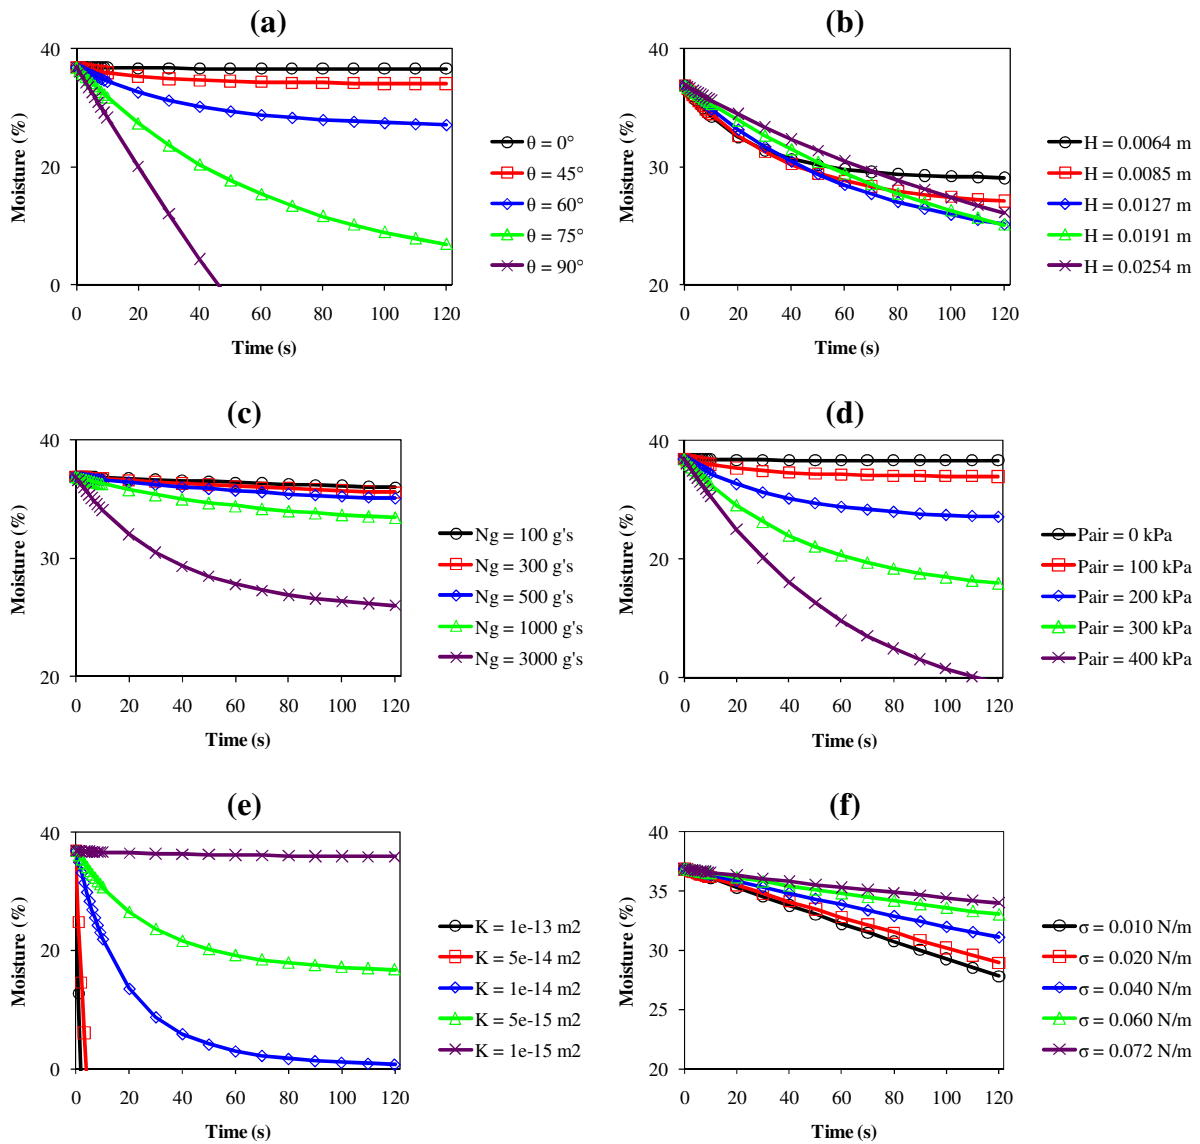 (a)
40
20
0
0 20 40 60 80 100 120
Moisture (%)
Time (s)
θ = 0°
θ = 45°
θ = 60°
θ = 75°
θ = 90°
(b)
40
30
20
0 20 40 60 80 100 120
Moisture (%)
Time (s)
H = 0.0064 m
H = 0.0085 m
H = 0.0127 m
H = 0.0191 m
H = 0.0254 m
(c)
40
30
20
0 20 40 60 80 100 120
Moisture (%)
Time (s)
Ng = 100 g's
Ng = 300 g's
Ng = 500 g's
Ng = 1000 g's
Ng = 3000 g's
(d)
40
20
0
0 20 40 60 80 100 120
Moisture (%)
Time (s)
Pair = 0 kPa
Pair = 100 kPa
Pair = 200 kPa
Pair = 300 kPa
Pair = 400 kPa
(e)
40
20
0
0 20 40 60 80 100 120
Moisture (%)
Time (s)
K = 1e-13 m2
K = 5e-14 m2
K = 1e-14 m2
K = 5e-15 m2
K = 1e-15 m2
(f)
40
35
30
25
20
0 20 40 60 80 100 120
Moisture (%)
Time (s)
σ = 0.010 N/m
σ = 0.020 N/m
σ = 0.040 N/m
σ = 0.060 N/m
σ = 0.072 N/m